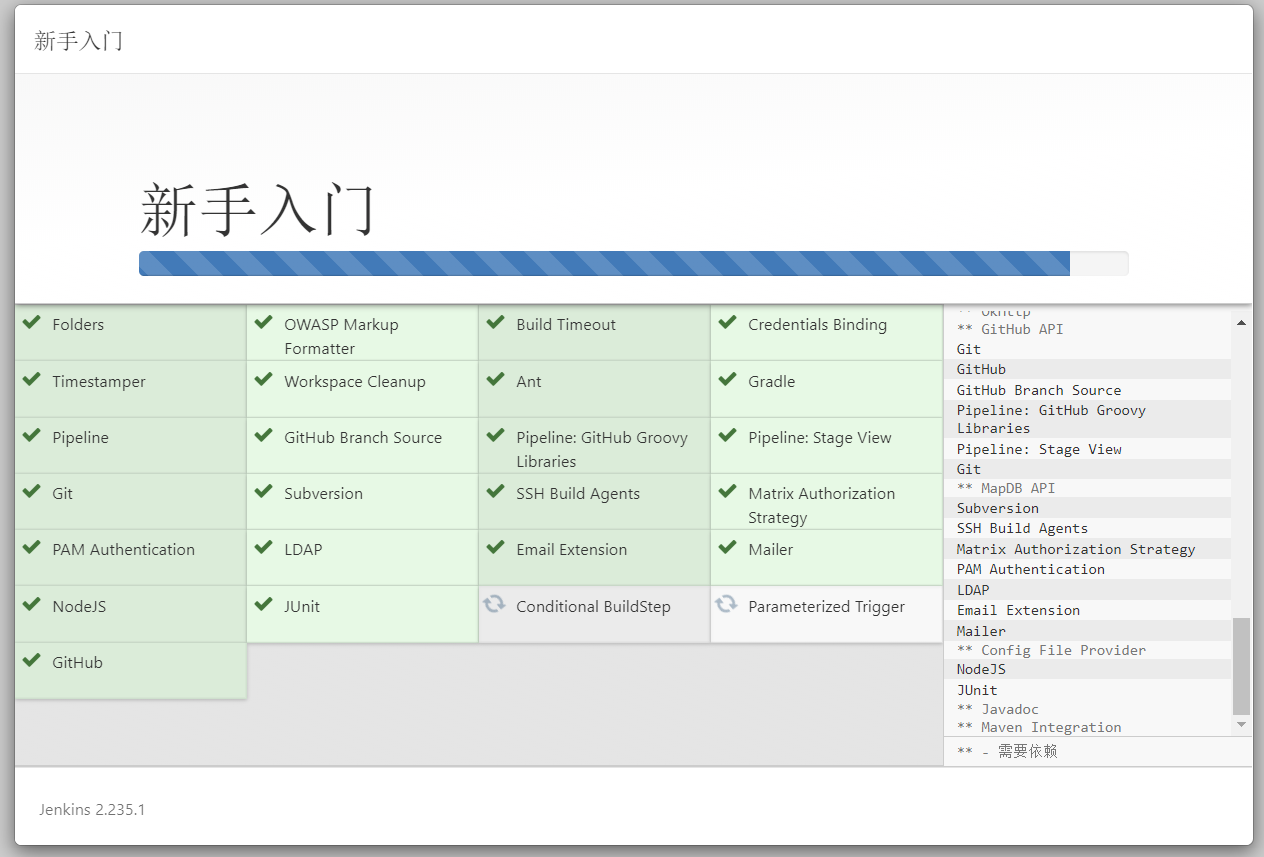 新手入门
新手入门
Folders
OWASP Markup
Formatter
Build Timeout
Credentials Binding
Timestamper
Workspace Cleanup
Ant
Gradle
Pipeline
GitHub Branch Source
Pipeline: GitHub Groovy
Libraries
Pipeline: Stage View
Git
Subversion
SSH Build Agents
Matrix Authorization
Strategy
PAM Authentication
LDAP
Email Extension
Mailer
NodeJS
JUnit
Conditional BuildStep
Parameterized Trigger
GitHub
** OkHttp
** GitHub API
Git
GitHub
GitHub Branch Source
Pipeline: GitHub Groovy
Libraries
Pipeline: Stage View
Git
** MapDB API
Subversion
SSH Build Agents
Matrix Authorization Strategy
PAM Authentication
LDAP
Email Extension
Mailer
** Config File Provider
NodeJS
JUnit
** Javadoc
** Maven Integration
** - 需要依赖
Jenkins 2.235.1